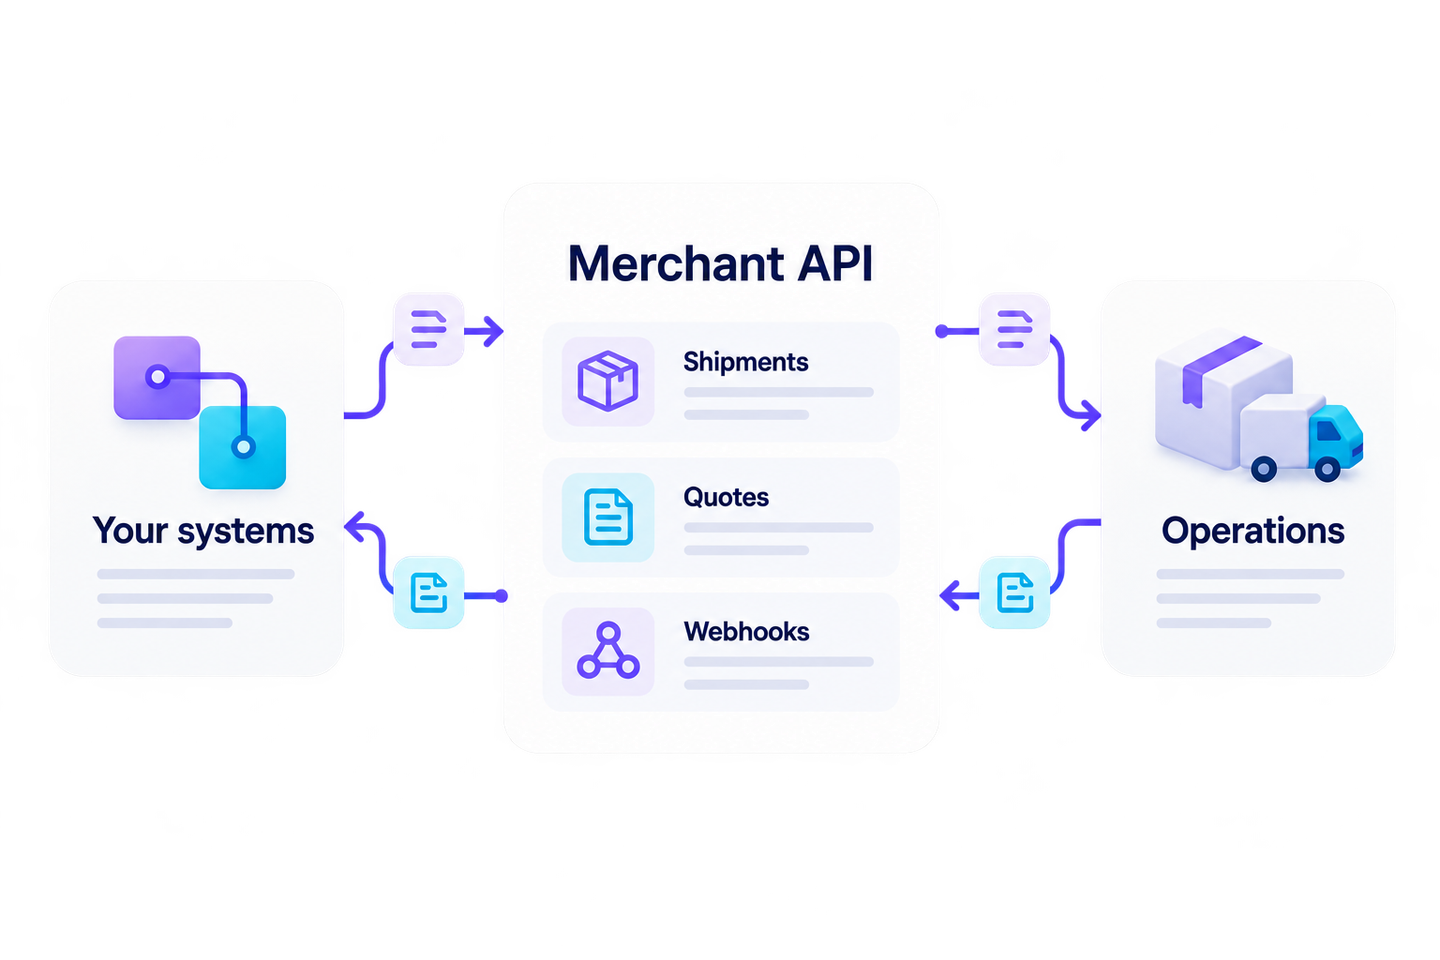 Merchant API
Your systems
Shipments
Quotes
Webhooks
Operations